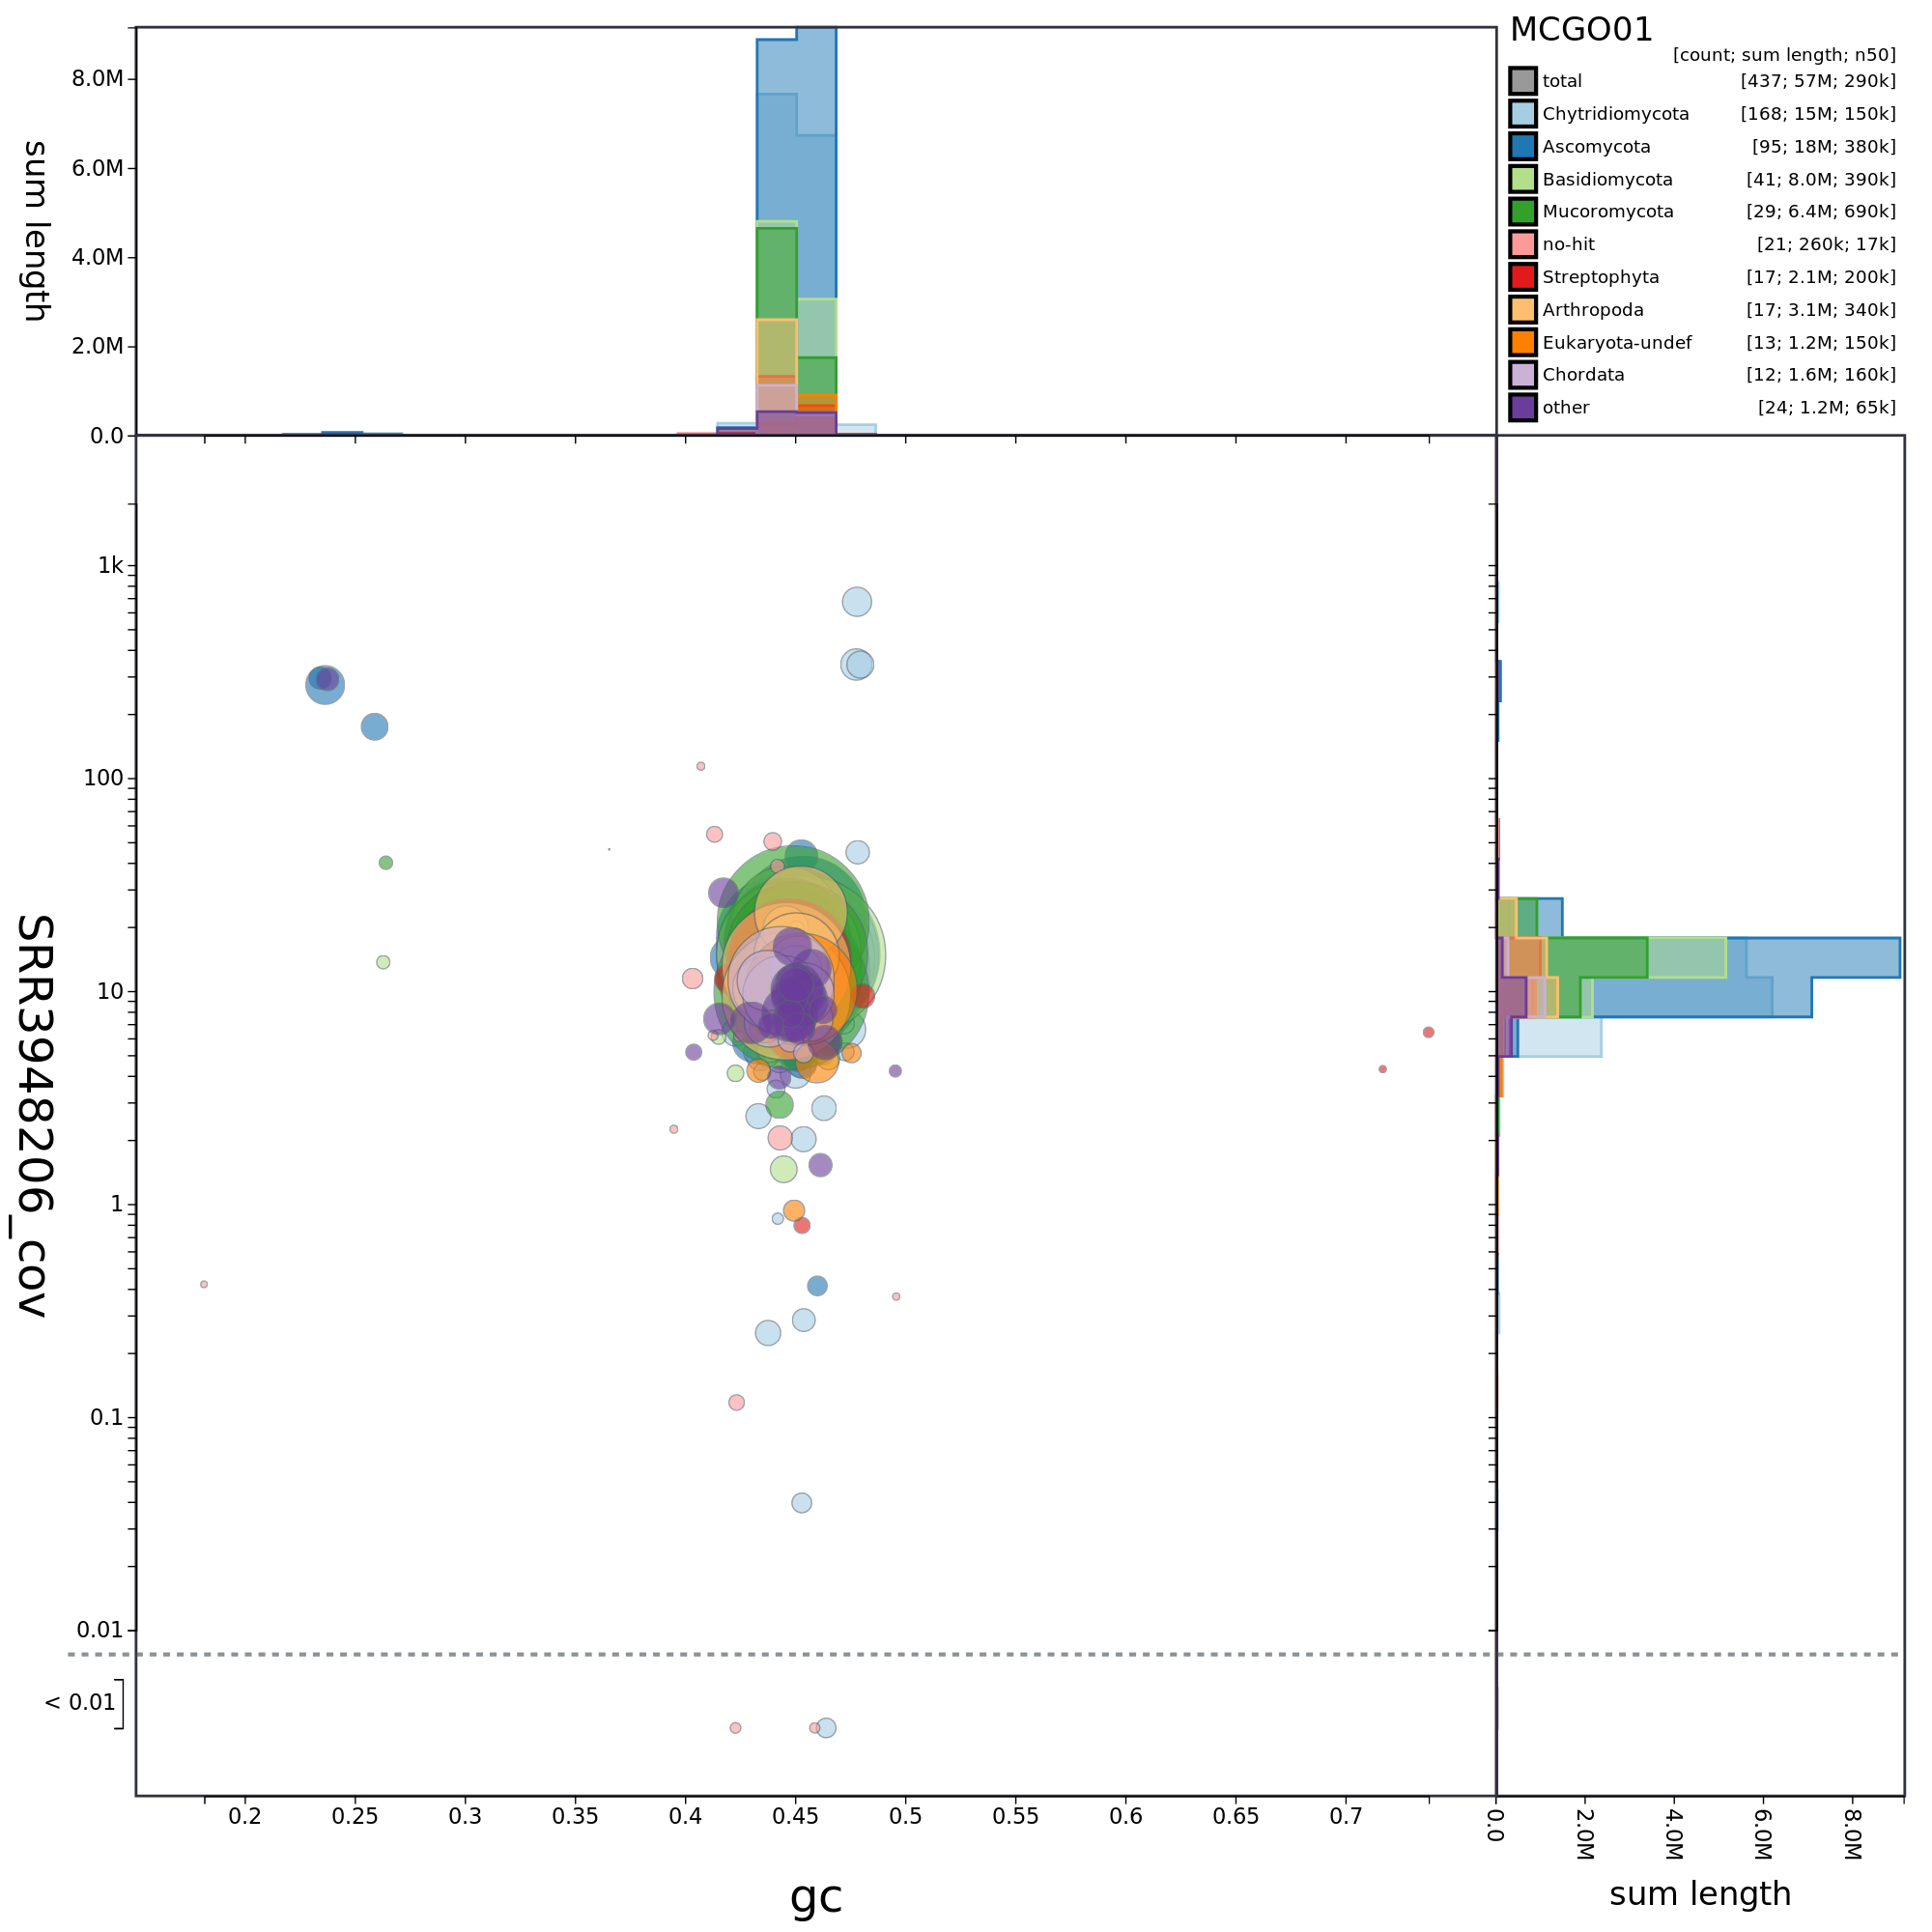 MCGO01
[count; sum length; n50]
total [437; 57M; 290k]
Chytridiomycota [168; 15M; 150k]
Ascomycota [95; 18M; 380k]
Basidiomycota [41; 8.0M; 390k]
Mucoromycota [29; 6.4M; 690k]
no-hit [21; 260k; 17k]
Streptophyta [17; 2.1M; 200k]
Arthropoda [17; 3.1M; 340k]
Eukaryota-undef [13; 1.2M; 150k]
Chordata [12; 1.6M; 160k]
other [24; 1.2M; 65k]
sum length
8.0M
6.0M
4.0M
2.0M
0.0
SRR3948206_cov
1k
100
10
1
0.1
0.01
< 0.01
0.2 0.25 0.3 0.35 0.4 0.45 0.5 0.55 0.6 0.65 0.7
gc
0.0 2.0M 4.0M 6.0M 8.0M
sum length